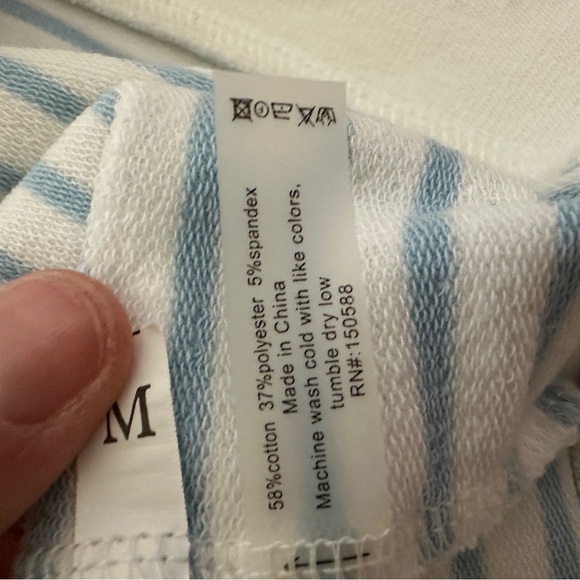 58%cotton 37%polyester 5%spandex
Made in China
Machine wash cold with like colors,
tumble dry low
RN#:150588
M